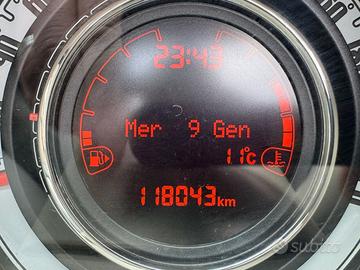 23:43
Mer 9 Gen
11°C
118043km
subito